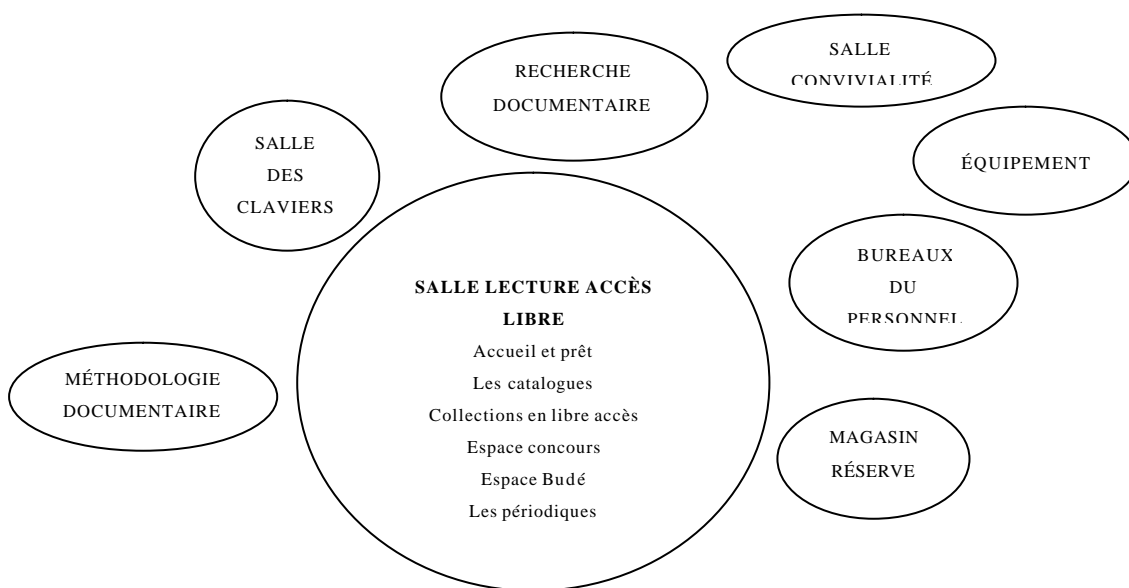 SALLE
CONVIVIALITÉ
RECHERCHE
DOCUMENTAIRE
SALLE
DES
CLAVIERS
ÉQUIPEMENT
BUREAUX
DU
PERSONNEL
SALLE LECTURE ACCÈS
LIBRE
Accueil et prêt
Les catalogues
Collections en libre accès
Espace concours
Espace Budé
Les périodiques
MÉTHODOLOGIE
DOCUMENTAIRE
MAGASIN
RÉSERVE